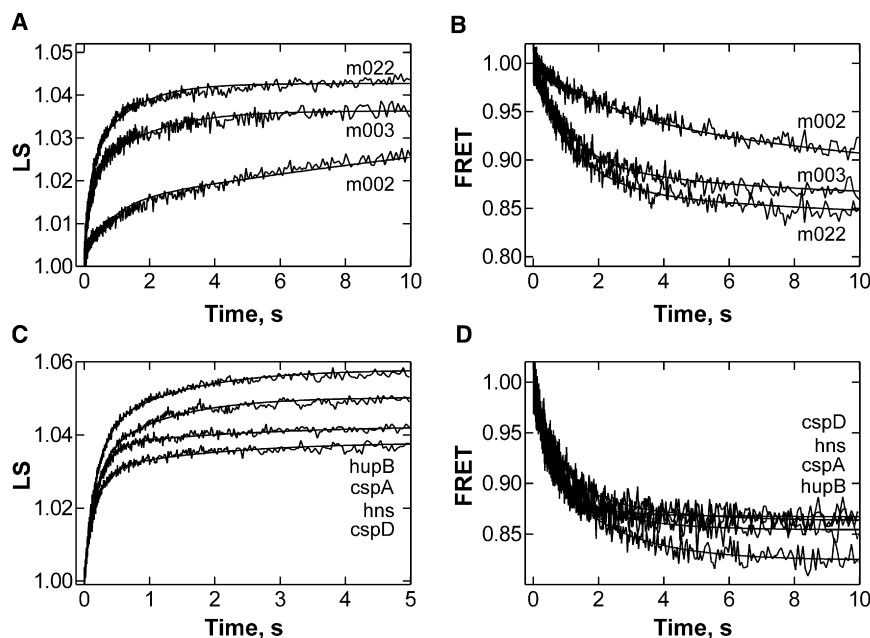 A
1.05
1.04
1.03
1.02
1.01
1.00
LS
m022
m003
m002
0 2 4 6 8 10
Time, s
B
1.00
0.95
0.90
0.85
0.80
FRET
m002
m003
m022
0 2 4 6 8 10
Time, s
C
1.06
1.04
1.02
1.00
LS
hupB
cspA
hns
cspD
0 1 2 3 4 5
Time, s
D
1.00
0.95
0.90
0.85
FRET
cspD
hns
cspA
hupB
0 2 4 6 8 10
Time, s